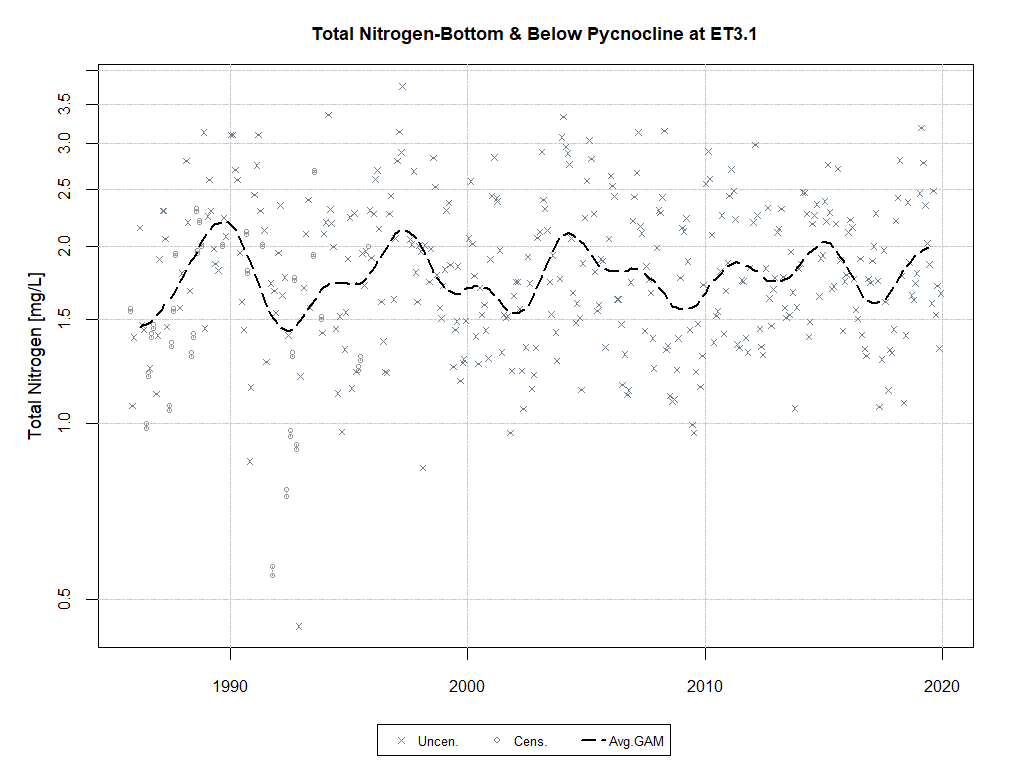 Total Nitrogen-Bottom & Below Pycnocline at ET3.1
Total Nitrogen [mg/L]
3.5
3.0
2.5
2.0
1.5
1.0
0.5
1990 2000 2010 2020
Uncen. Cens. Avg.GAM